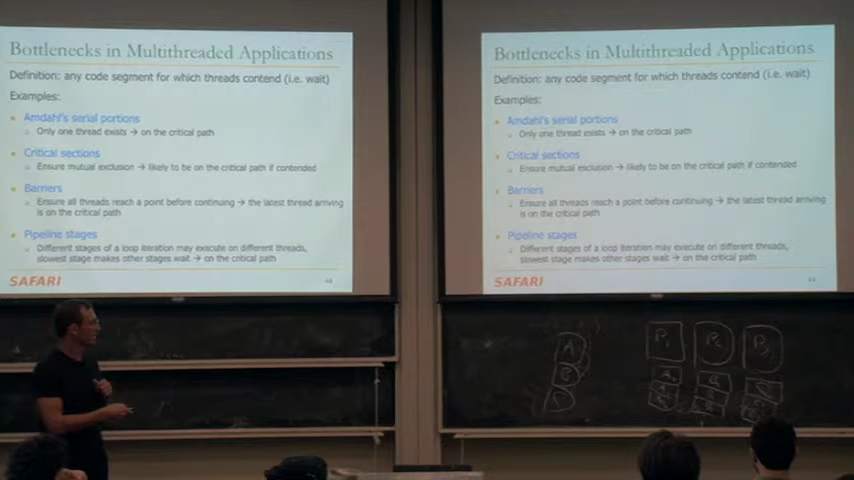 Bottlenecks in Multithreaded Applications
Definition: any code segment for which threads contend (i.e. wait)
Examples:
Amdahl's serial portions
Only one thread exists → on the critical path
Critical sections
Ensure mutual exclusion → likely to be on the critical path if contended
Barriers
Ensure all threads reach a point before continuing → the latest thread arriving
is on the critical path
Pipeline stages
Different stages of a loop iteration may execute on different threads,
slowest stage makes other stages wait → on the critical path
SAFARI
Bottlenecks in Multithreaded Applications
Definition: any code segment for which threads contend (i.e. wait)
Examples:
Amdahl's serial portions
Only one thread exists → on the critical path
Critical sections
Ensure mutual exclusion → likely to be on the critical path if contended
Barriers
Ensure all threads reach a point before continuing → the latest thread arriving
is on the critical path
Pipeline stages
Different stages of a loop iteration may execute on different threads,
slowest stage makes other stages wait → on the critical path
SAFARI
A
B
P1 P2 P3